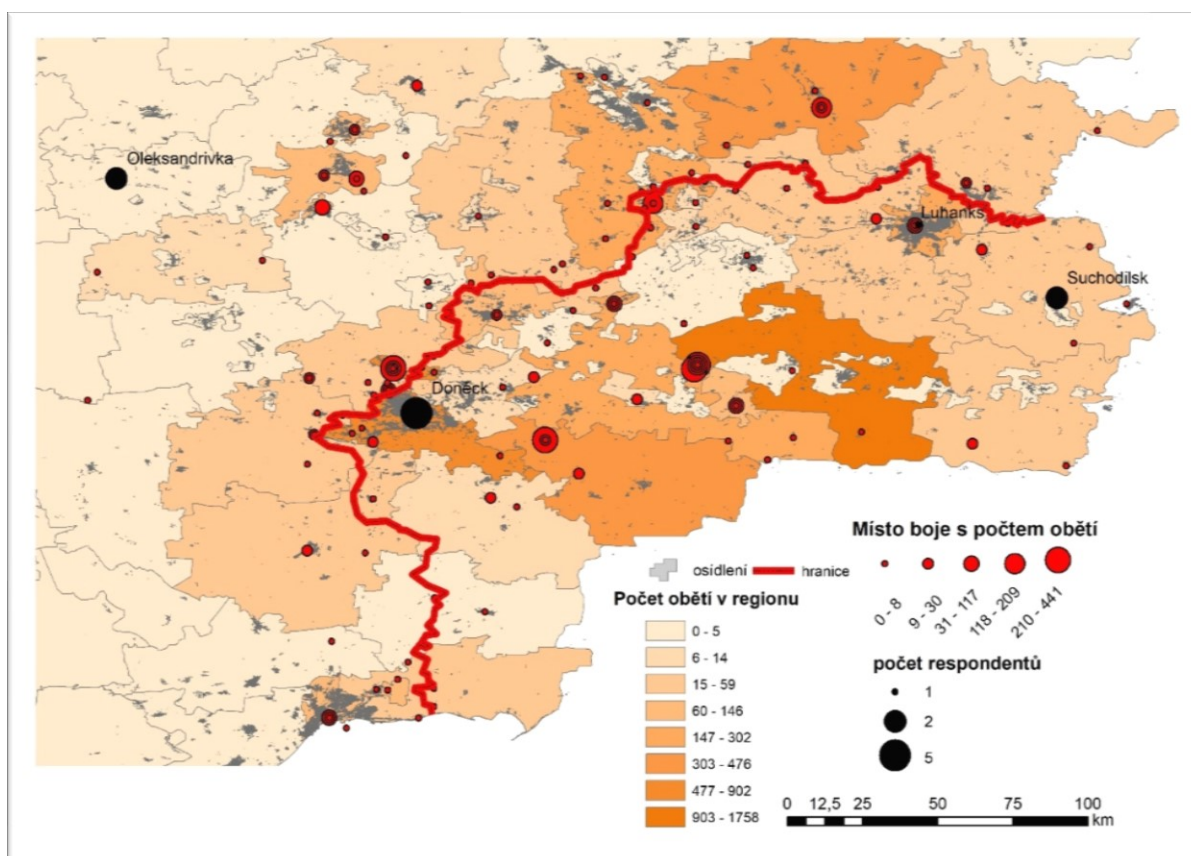 Oleksandrivka
Luhansk
Suchodilsk
Doněck
Místo boje s počtem obětí
0 - 8
9 - 30
31 - 117
118 - 209
210 - 441
osídlení
hranice
Počet obětí v regionu
0 - 5
6 - 14
15 - 59
60 - 146
147 - 302
303 - 476
477 - 902
903 - 1758
počet respondentů
1
2
5
0 12,5 25 50 75 100
km